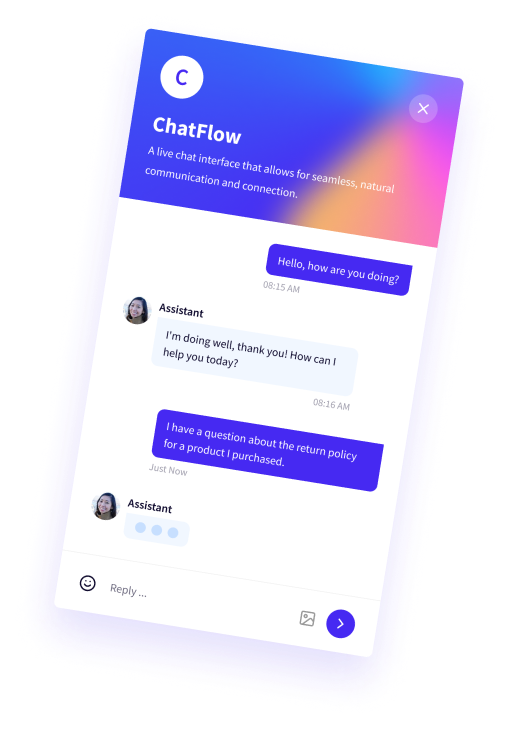 C
ChatFlow
A live chat interface that allows for seamless, natural
communication and connection.
Hello, how are you doing?
08:15 AM
Assistant
I'm doing well, thank you! How can I
help you today?
08:16 AM
I have a question about the return policy
for a product I purchased.
Just Now
Assistant
Reply ...